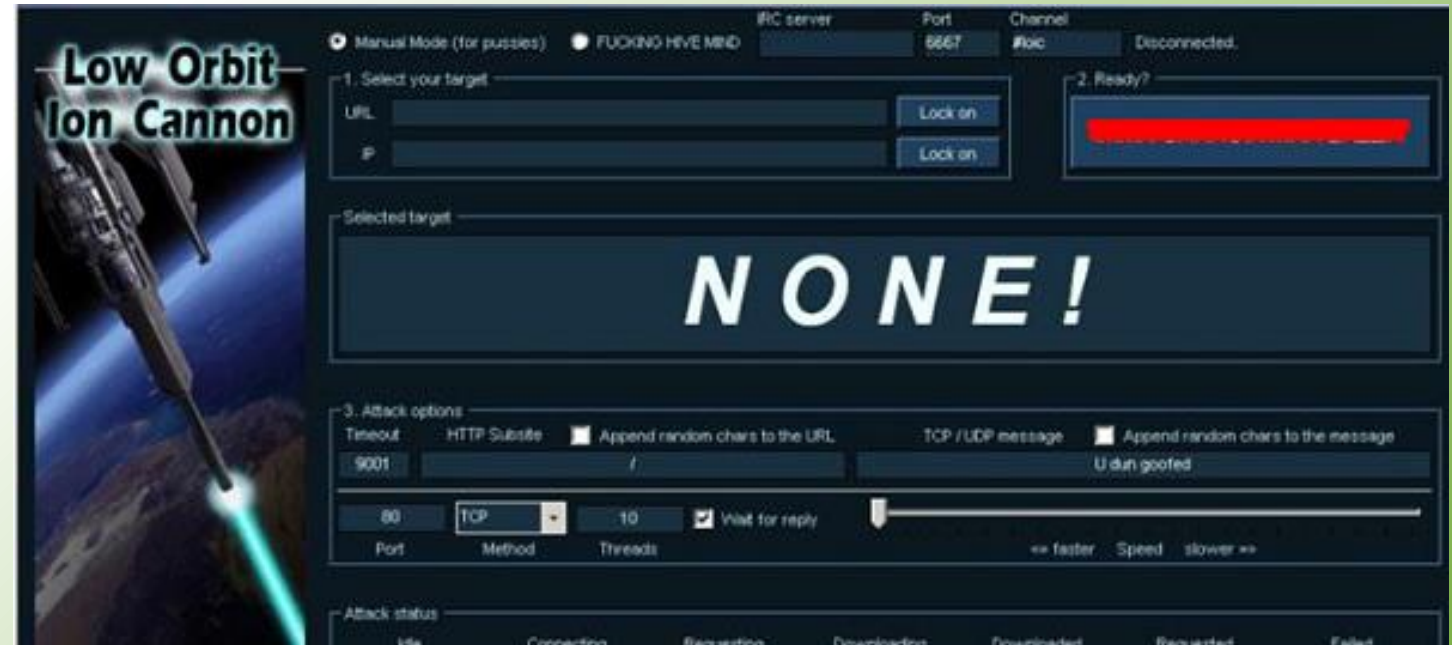 Low Orbit
Ion Cannon
IRC server Port Channel
Manual Mode (for pussies) FUCKING HIVE MIND 6667 #loic Disconnected.
1. Select your target
URL Lock on
IP Lock on
2. Ready?
Selected target
NONE!
3. Attack options
Timeout HTTP Subsite Append random chars to the URL TCP / UDP message Append random chars to the message
9001 / U dun goofed
80 TCP 10 Wait for reply
Port Method Threads <= faster Speed slower =>
Attack status
Idle Connecting Requesting Downloading Downloaded Requested Failed